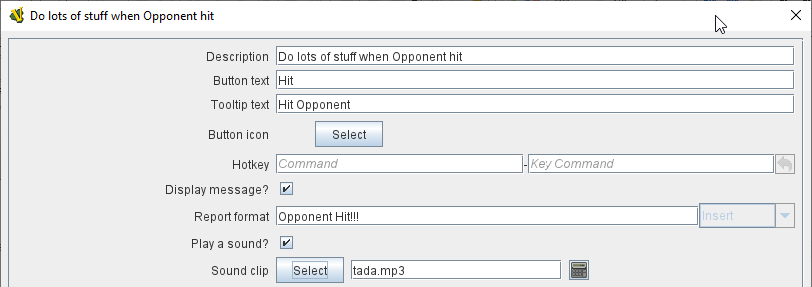 Do lots of stuff when Opponent hit
Description Do lots of stuff when Opponent hit
Button text Hit
Tooltip text Hit Opponent
Button icon Select
Hotkey Command - Key Command
Display message?
Report format Opponent Hit!!! Insert
Play a sound?
Sound clip Select tada.mp3